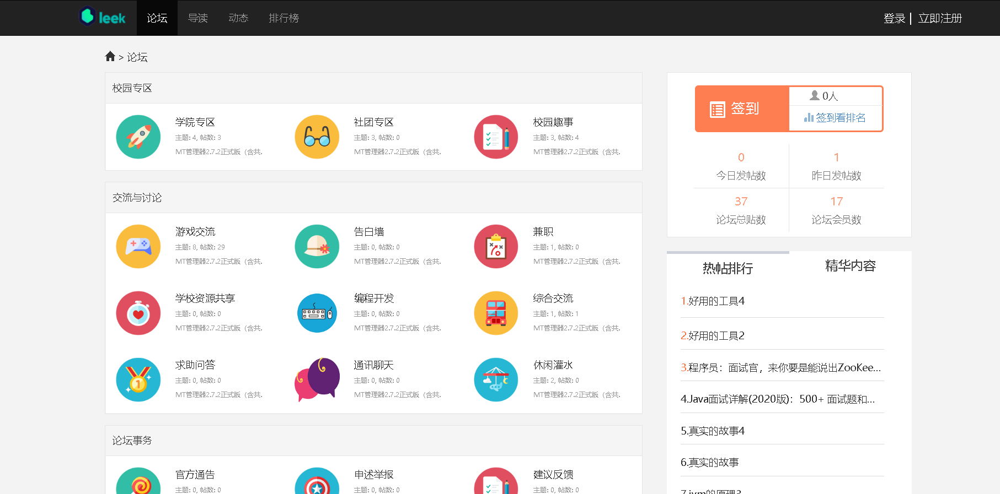 leek 论坛 导读 动态 排行榜 登录 | 立即注册
> 论坛
校园专区
学院专区
主题: 4, 帖数: 3
MT管理器2.7.2正式版（含共.
社团专区
主题: 3, 帖数: 0
MT管理器2.7.2正式版（含共.
校园趣事
主题: 3, 帖数: 4
MT管理器2.7.2正式版（含共.
交流与讨论
游戏交流
主题: 8, 帖数: 29
MT管理器2.7.2正式版（含共.
告白墙
主题: 0, 帖数: 0
MT管理器2.7.2正式版（含共.
兼职
主题: 1, 帖数: 0
MT管理器2.7.2正式版（含共.
学校资源共享
主题: 0, 帖数: 0
MT管理器2.7.2正式版（含共.
编程开发
主题: 0, 帖数: 0
MT管理器2.7.2正式版（含共.
综合交流
主题: 1, 帖数: 1
MT管理器2.7.2正式版（含共.
求助问答
主题: 0, 帖数: 0
MT管理器2.7.2正式版（含共.
通讯聊天
主题: 0, 帖数: 0
MT管理器2.7.2正式版（含共.
休闲灌水
主题: 2, 帖数: 0
MT管理器2.7.2正式版（含共.
论坛事务
官方通告
主题: 0, 帖数: 0
申述举报
主题: 0, 帖数: 0
建议反馈
主题: 0, 帖数: 0
签到
0人
签到看排名
0
今日发帖数
1
昨日发帖数
37
论坛总贴数
17
论坛会员数
热帖排行
精华内容
1.好用的工具4
2.好用的工具2
3.程序员：面试官，来你要是能说出ZooKee...
4.Java面试详解(2020版)：500+ 面试题和...
5.真实的故事4
6.真实的故事
7.jvm的原理3